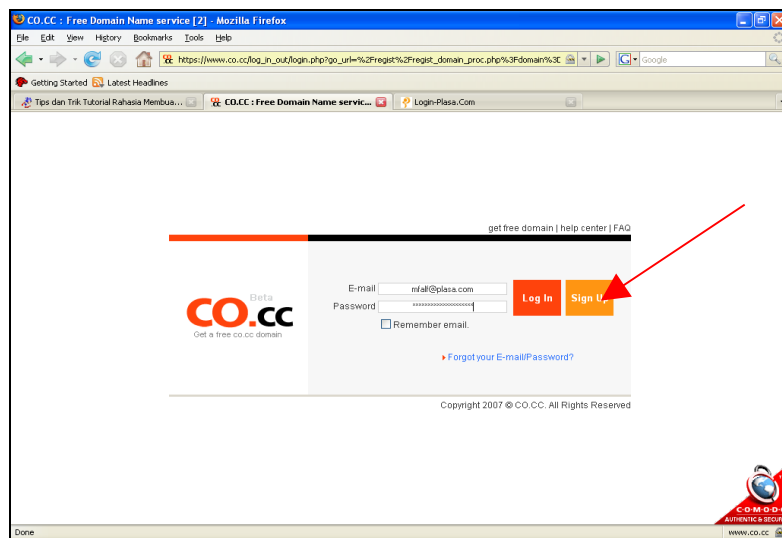 CO.CC : Free Domain Name service [2] - Mozilla Firefox
File Edit View History Bookmarks Tools Help
https://www.co.cc/log_in_out/login.php?go_url=%2Fregist%2Fregist_domain_proc.php%3Fdomain%3D Google
Getting Started Latest Headlines
Tips dan Trik Tutorial Rahasia Membua... CO.CC : Free Domain Name servic... Login-Plasa.Com
get free domain | help center | FAQ
Beta
CO.cc
Get a free co.cc domain
E-mail mfalf@plasa.com
Password ********************
Log In Sign Up
Remember email.
Forgot your E-mail/Password?
Copyright 2007 © CO.CC. All Rights Reserved
C·O·M·O·D·O
AUTHENTIC & SECURE
Done www.co.cc